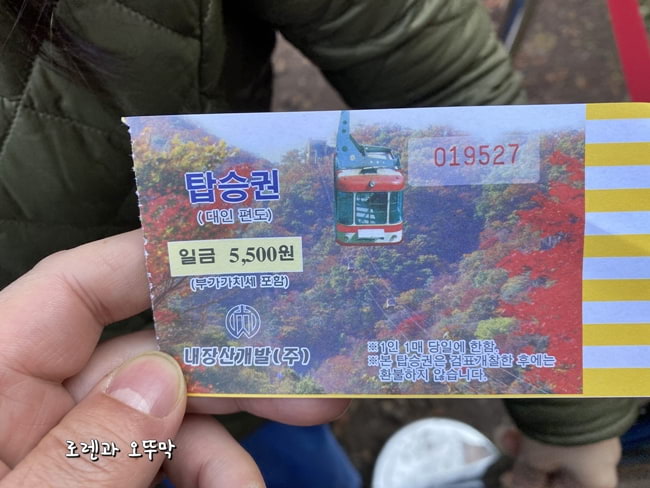 탑승권
019527
(대인 편도)
일금 5,500원
(부가가치세 포함)
내장산개발(주)
※1인 1매 당일에 한함.
※본 탑승권은 검표개찰한 후에는
환불하지 않습니다.
로렌과 오뚜막